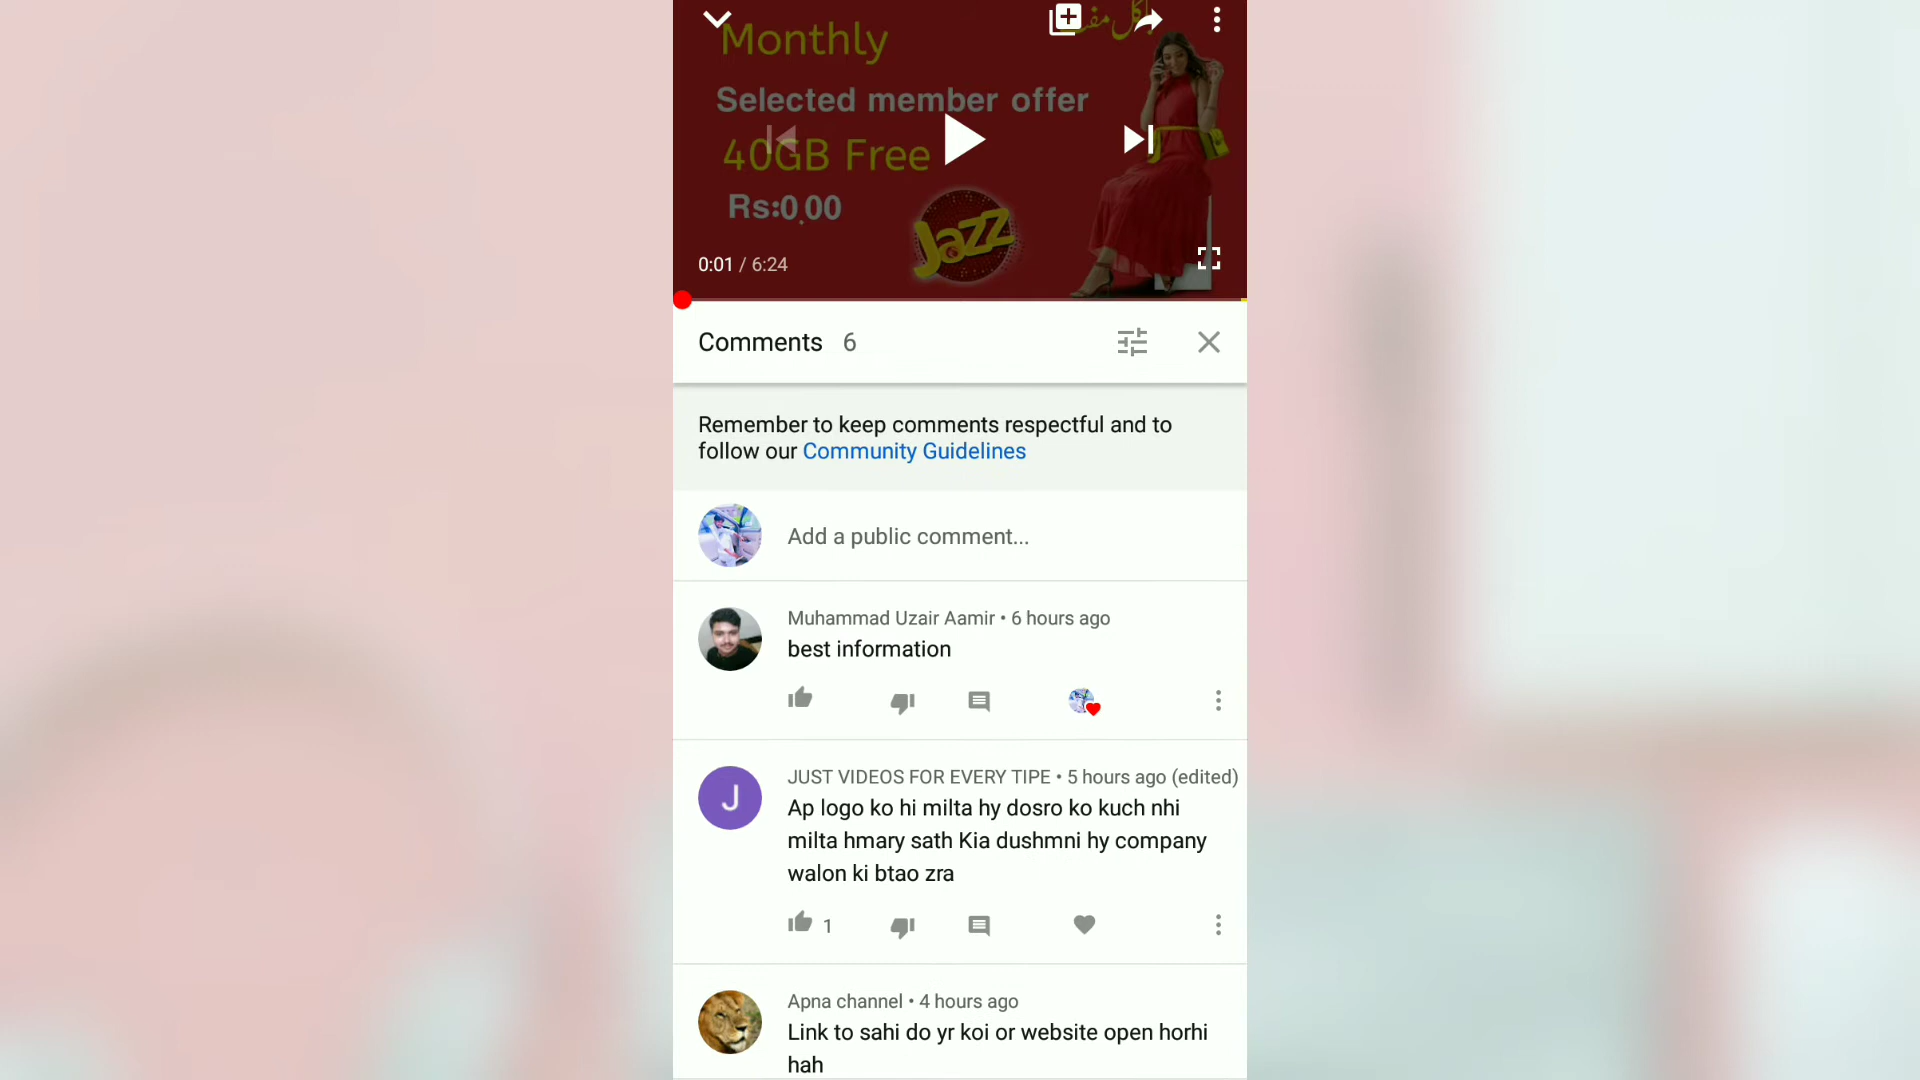 Monthly
Selected member offer
40GB Free
Rs:0.00
Jazz
0:01 / 6:24
Comments 6
Remember to keep comments respectful and to
follow our Community Guidelines
Add a public comment...
Muhammad Uzair Aamir • 6 hours ago
best information
J
JUST VIDEOS FOR EVERY TIPE • 5 hours ago (edited)
Ap logo ko hi milta hy dosro ko kuch nhi
milta hmary sath Kia dushmni hy company
walon ki btao zra
1
Apna channel • 4 hours ago
Link to sahi do yr koi or website open horhi
hah